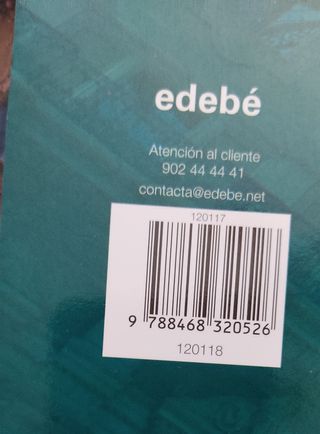 edebé
Atención al cliente
902 44 44 41
contacta@edebe.net
120117
9 788468 320526
120118